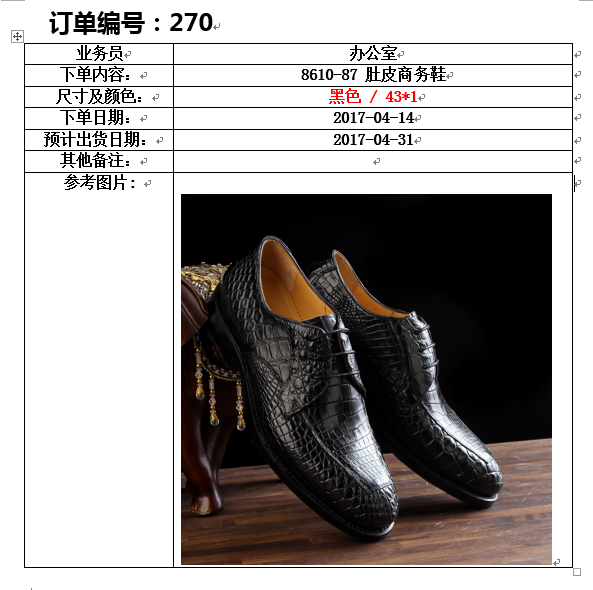 订单编号：270
业务员 办公室
下单内容： 8610-87 肚皮商务鞋
尺寸及颜色： 黑色 / 43*1
下单日期： 2017-04-14
预计出货日期： 2017-04-31
其他备注：
参考图片: